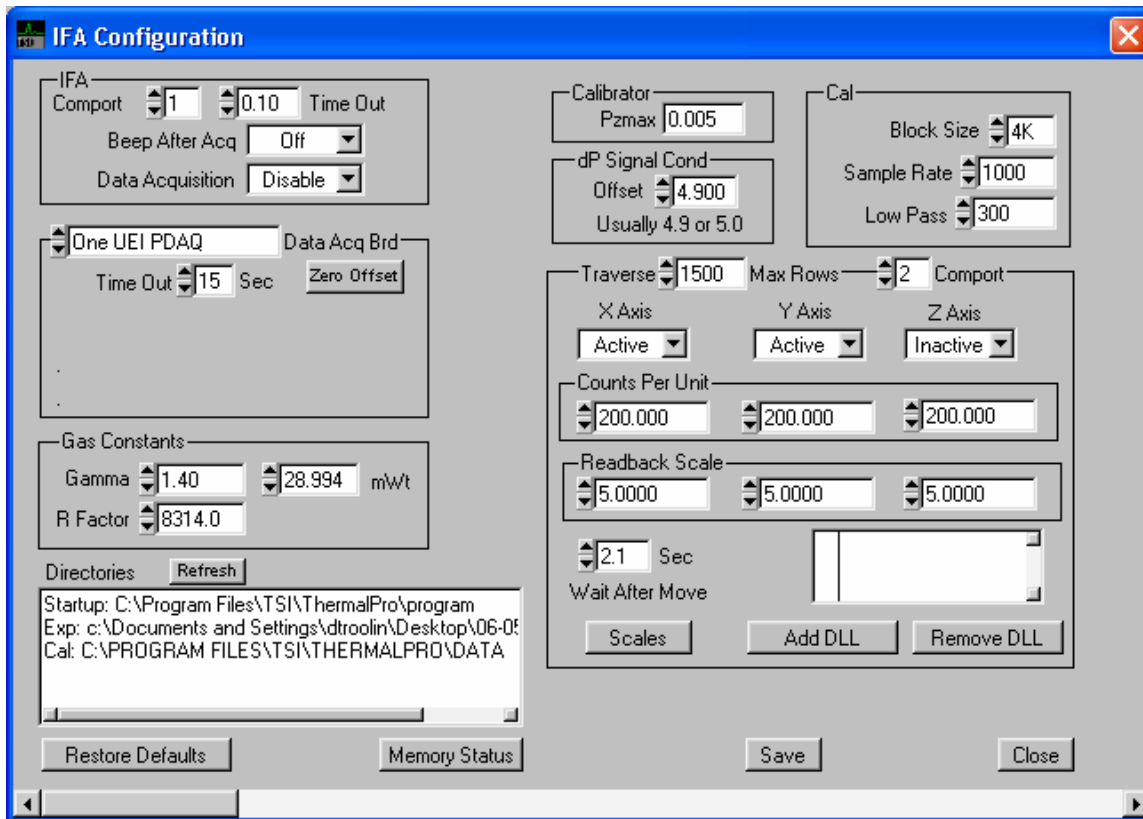 IFA Configuration
IFA
Comport 1 0.10 Time Out
Beep After Acq Off
Data Acquisition Disable
One UEI PDAQ Data Acq Brd
Time Out 15 Sec Zero Offset
.
.
Gas Constants
Gamma 1.40 28.994 mWt
R Factor 8314.0
Directories Refresh
Startup: C:\Program Files\TSI\ThermalPro\program
Exp: c:\Documents and Settings\dtroolin\Desktop\06-05
Cal: C:\PROGRAM FILES\TSI\THERMALPRO\DATA
Restore Defaults Memory Status
Calibrator
Pzmax 0.005
dP Signal Cond
Offset 4.900
Usually 4.9 or 5.0
Cal
Block Size 4K
Sample Rate 1000
Low Pass 300
Traverse 1500 Max Rows 2 Comport
X Axis Y Axis Z Axis
Active Active Inactive
Counts Per Unit
200.000 200.000 200.000
Readback Scale
5.0000 5.0000 5.0000
2.1 Sec
Wait After Move
Scales Add DLL Remove DLL
Save Close